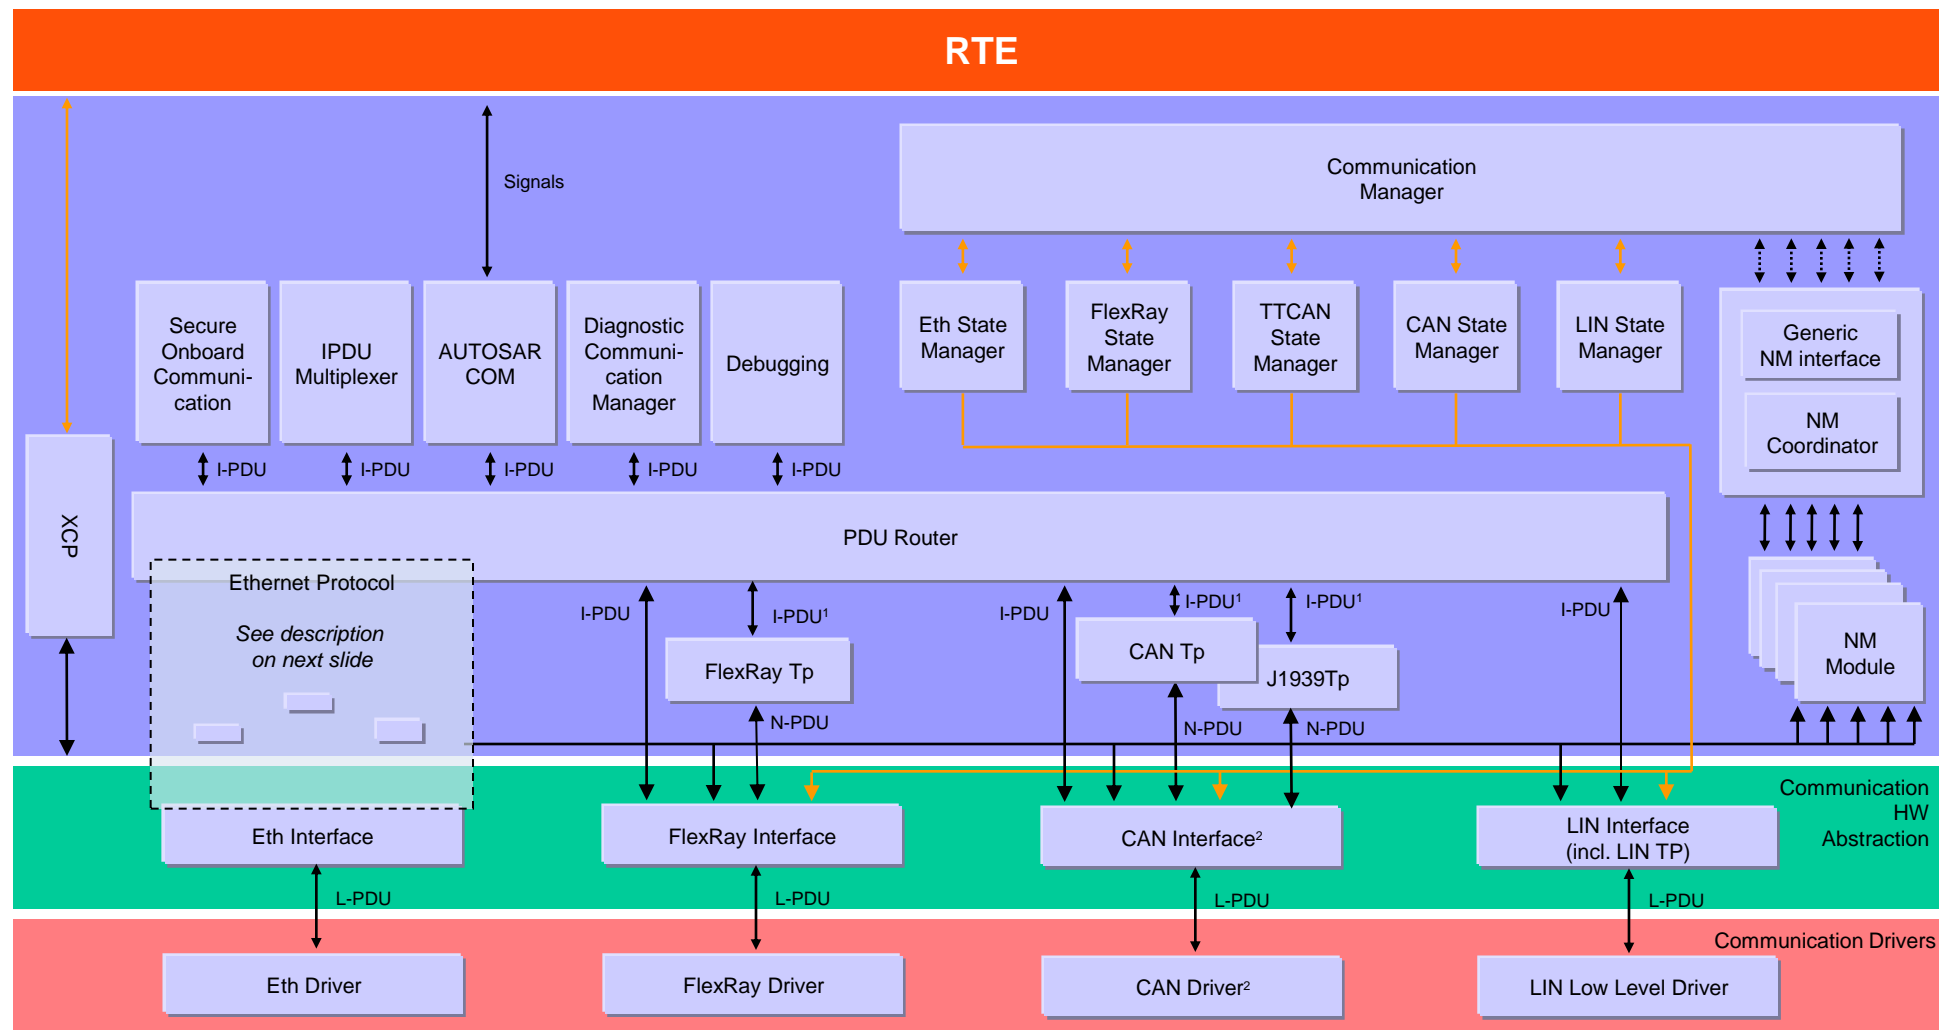 RTE
Signals
Communication
Manager
Secure
Onboard
Communi-
cation
IPDU
Multiplexer
AUTOSAR
COM
Diagnostic
Communi-
cation
Manager
Debugging
Eth State
Manager
FlexRay
State
Manager
TTCAN
State
Manager
CAN State
Manager
LIN State
Manager
Generic
NM interface
NM
Coordinator
I-PDU
I-PDU
I-PDU
I-PDU
I-PDU
XCP
PDU Router
Ethernet Protocol
See description
on next slide
I-PDU
I-PDU¹
I-PDU
I-PDU¹
I-PDU¹
I-PDU
FlexRay Tp
CAN Tp
J1939Tp
NM
Module
N-PDU
N-PDU
N-PDU
Communication
HW
Abstraction
Eth Interface
FlexRay Interface
CAN Interface²
LIN Interface
(incl. LIN TP)
L-PDU
L-PDU
L-PDU
L-PDU
Communication Drivers
Eth Driver
FlexRay Driver
CAN Driver²
LIN Low Level Driver